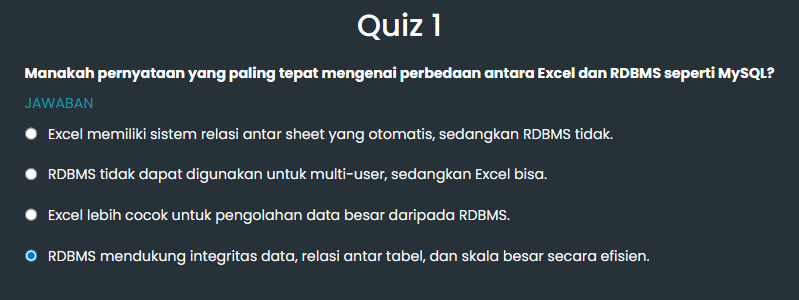 Quiz 1
Manakah pernyataan yang paling tepat mengenai perbedaan antara Excel dan RDBMS seperti MySQL?
JAWABAN
Excel memiliki sistem relasi antar sheet yang otomatis, sedangkan RDBMS tidak.
RDBMS tidak dapat digunakan untuk multi-user, sedangkan Excel bisa.
Excel lebih cocok untuk pengolahan data besar daripada RDBMS.
RDBMS mendukung integritas data, relasi antar tabel, dan skala besar secara efisien.